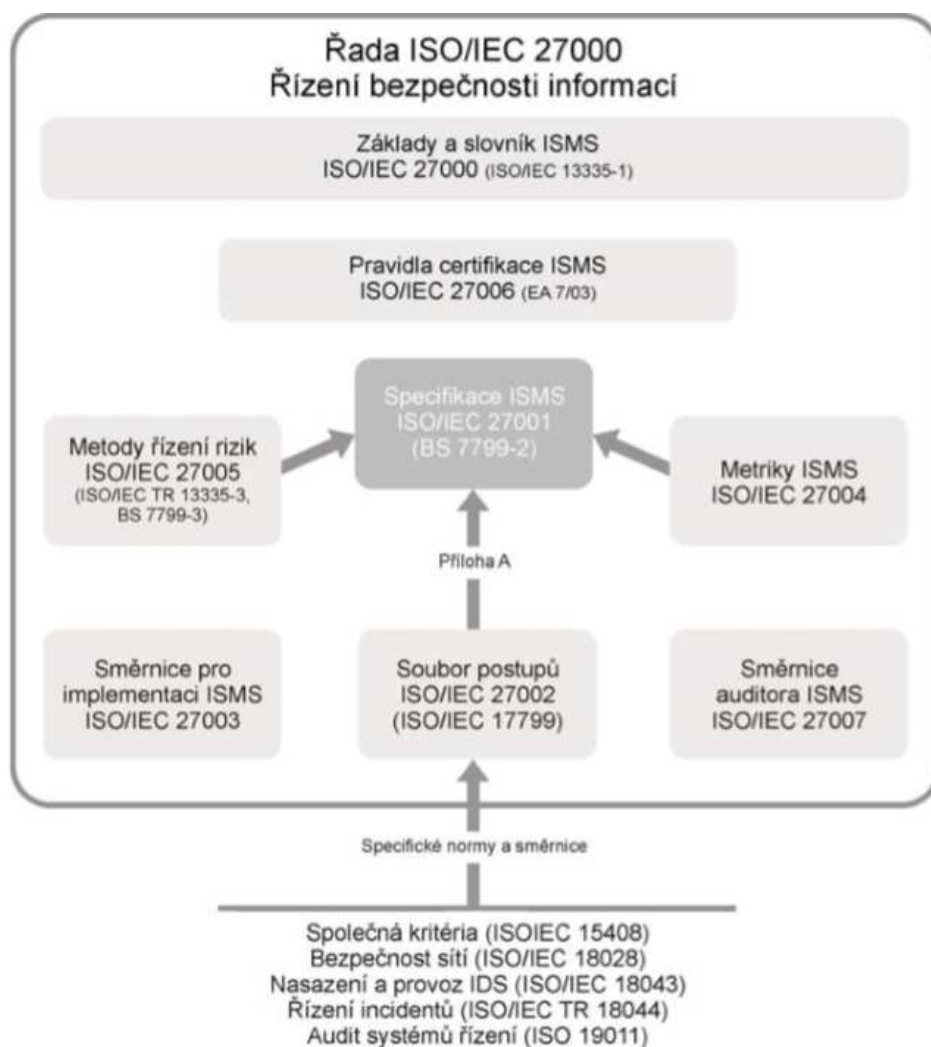 Řada ISO/IEC 27000
Řízení bezpečnosti informací
Základy a slovník ISMS
ISO/IEC 27000 (ISO/IEC 13335-1)
Pravidla certifikace ISMS
ISO/IEC 27006 (EA 7/03)
Specifikace ISMS
ISO/IEC 27001
(BS 7799-2)
Metody řízení rizik
ISO/IEC 27005
(ISO/IEC TR 13335-3,
BS 7799-3)
Metriky ISMS
ISO/IEC 27004
Příloha A
Směrnice pro
implementaci ISMS
ISO/IEC 27003
Soubor postupů
ISO/IEC 27002
(ISO/IEC 17799)
Směrnice
auditora ISMS
ISO/IEC 27007
Specifické normy a směrnice
Společná kritéria (ISOIEC 15408)
Bezpečnost sítí (ISO/IEC 18028)
Nasazení a provoz IDS (ISO/IEC 18043)
Řízení incidentů (ISO/IEC TR 18044)
Audit systémů řízení (ISO 19011)